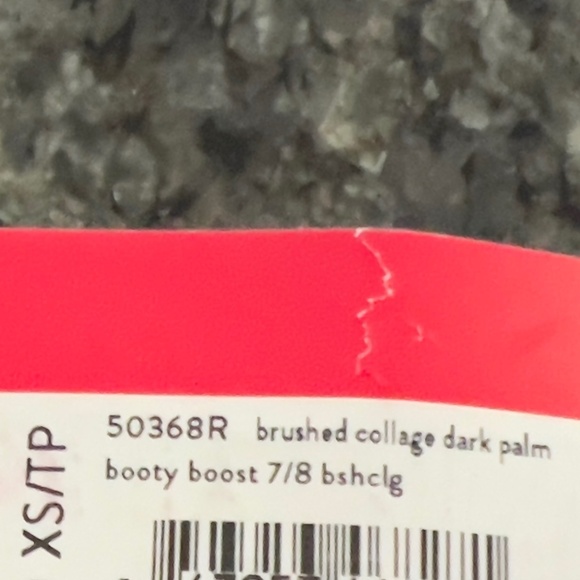 50368R brushed collage dark palm
booty boost 7/8 bshclg
XS/TP